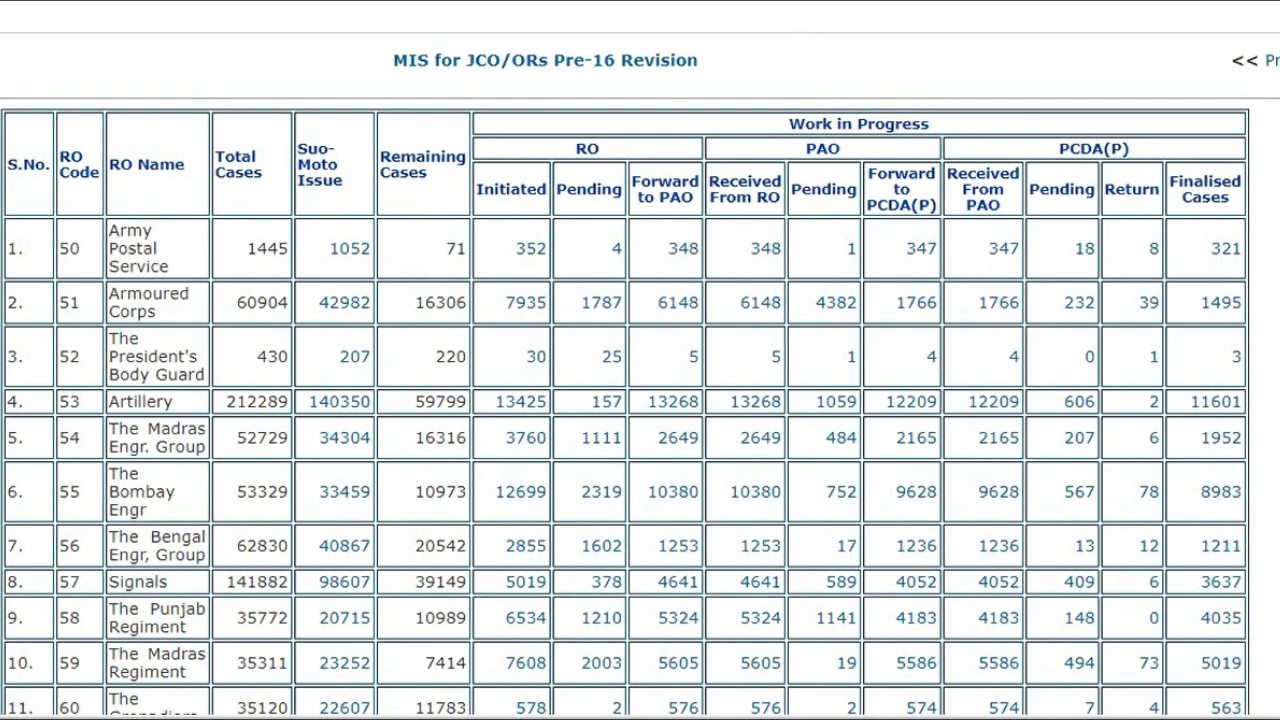 MIS for JCO/ORs Pre-16 Revision
<< Pr
S.No. RO Code RO Name Total Cases Suo-Moto Issue Remaining Cases Work in Progress
RO PAO PCDA(P)
Initiated Pending Forward to PAO Received From RO Pending Forward to PCDA(P) Received From PAO Pending Return Finalised Cases
1. 50 Army Postal Service 1445 1052 71 352 4 348 348 1 347 347 18 8 321
2. 51 Armoured Corps 60904 42982 16306 7935 1787 6148 6148 4382 1766 1766 232 39 1495
3. 52 The President's Body Guard 430 207 220 30 25 5 5 1 4 4 0 1 3
4. 53 Artillery 212289 140350 59799 13425 157 13268 13268 1059 12209 12209 606 2 11601
5. 54 The Madras Engr. Group 52729 34304 16316 3760 1111 2649 2649 484 2165 2165 207 6 1952
6. 55 The Bombay Engr 53329 33459 10973 12699 2319 10380 10380 752 9628 9628 567 78 8983
7. 56 The Bengal Engr, Group 62830 40867 20542 2855 1602 1253 1253 17 1236 1236 13 12 1211
8. 57 Signals 141882 98607 39149 5019 378 4641 4641 589 4052 4052 409 6 3637
9. 58 The Punjab Regiment 35772 20715 10989 6534 1210 5324 5324 1141 4183 4183 148 0 4035
10. 59 The Madras Regiment 35311 23252 7414 7608 2003 5605 5605 19 5586 5586 494 73 5019
11. 60 The 35120 22607 11783 578 2 576 576 2 574 574 7 4 563